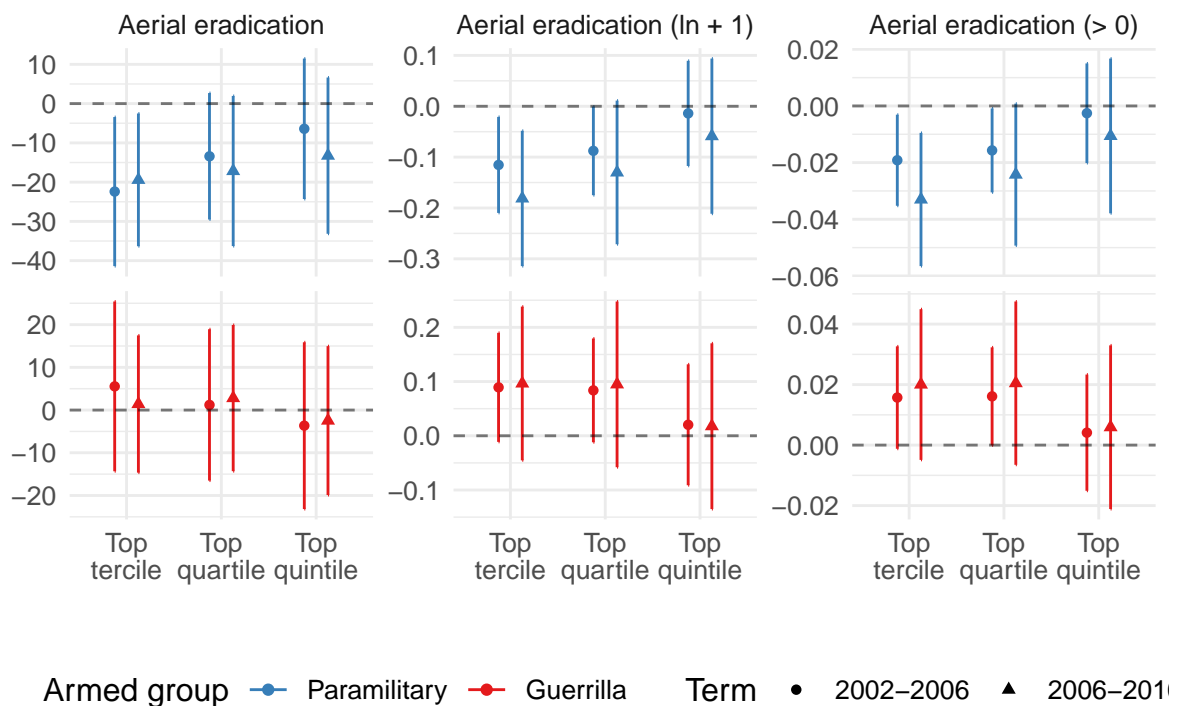 Aerial eradication
Aerial eradication (ln + 1)
Aerial eradication (> 0)
10
0
−10
−20
−30
−40
0.1
0.0
−0.1
−0.2
−0.3
0.02
0.00
−0.02
−0.04
−0.06
20
10
0
−10
−20
0.2
0.1
0.0
−0.1
0.04
0.02
0.00
−0.02
Top tercile
Top quartile
Top quintile
Top tercile
Top quartile
Top quintile
Top tercile
Top quartile
Top quintile
Armed group Paramilitary Guerrilla Term 2002−2006